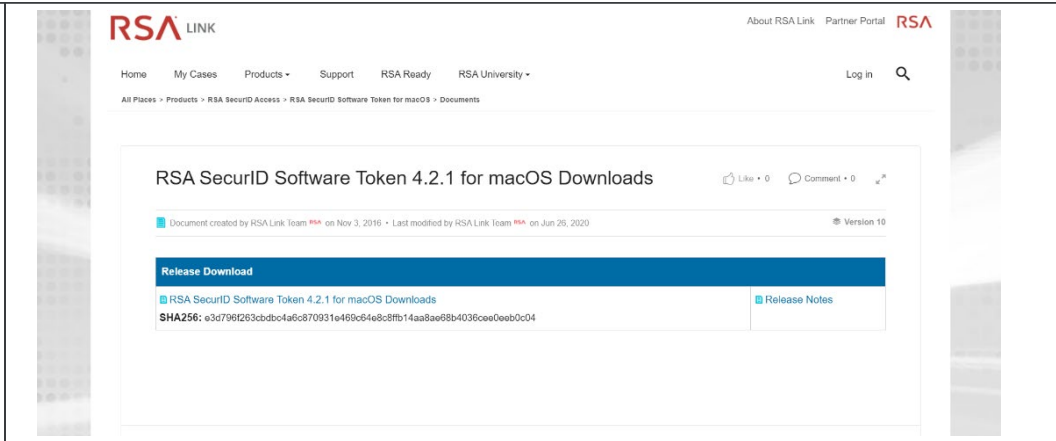 RSA LINK
About RSA Link Partner Portal RSA
Home My Cases Products Support RSA Ready RSA University Log in
All Places > Products > RSA SecurID Access > RSA SecurID Software Token for macOS > Documents
RSA SecurID Software Token 4.2.1 for macOS Downloads
Like • 0 Comment • 0
Document created by RSA Link Team RSA on Nov 3, 2016 • Last modified by RSA Link Team RSA on Jun 26, 2020
Version 10
Release Download
RSA SecurID Software Token 4.2.1 for macOS Downloads
Release Notes
SHA256: e3d796f263cbdbc4a6c870931e469c64e8c8ffb14aa8ae68b4036cee0eeb0c04